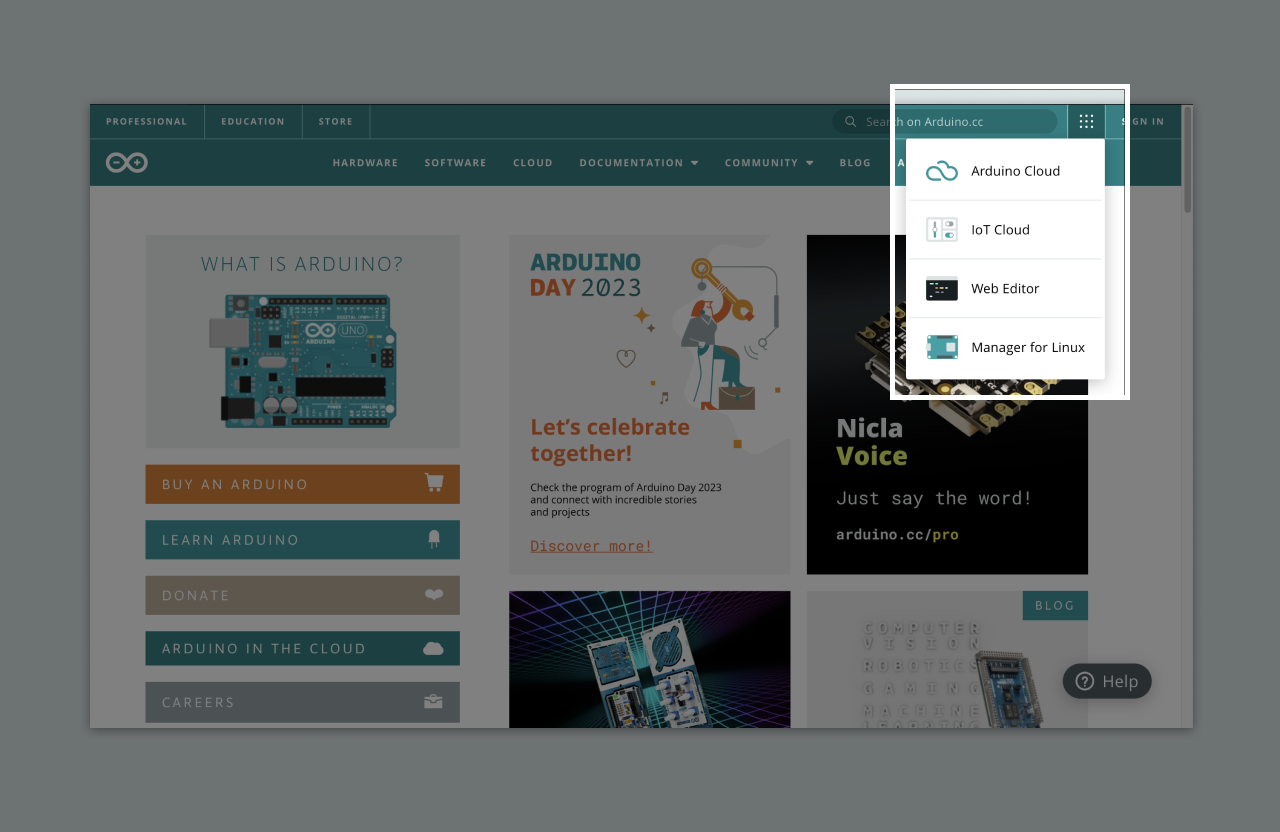 PROFESSIONAL
EDUCATION
STORE
Search on Arduino.cc
SIGN IN
HARDWARE
SOFTWARE
CLOUD
DOCUMENTATION
COMMUNITY
BLOG
A
Arduino Cloud
IoT Cloud
Web Editor
Manager for Linux
WHAT IS ARDUINO?
UNO
ARDUINO
BUY AN ARDUINO
LEARN ARDUINO
DONATE
ARDUINO IN THE CLOUD
CAREERS
ARDUINO
DAY 2023
Let's celebrate
together!
Check the program of Arduino Day 2023
and connect with incredible stories
and projects
Discover more!
Nicla
Voice
Just say the word!
arduino.cc/pro
BLOG
COMPUTER
VISION
ROBOTICS
GAMING
MACHINE
LEARNING
Help